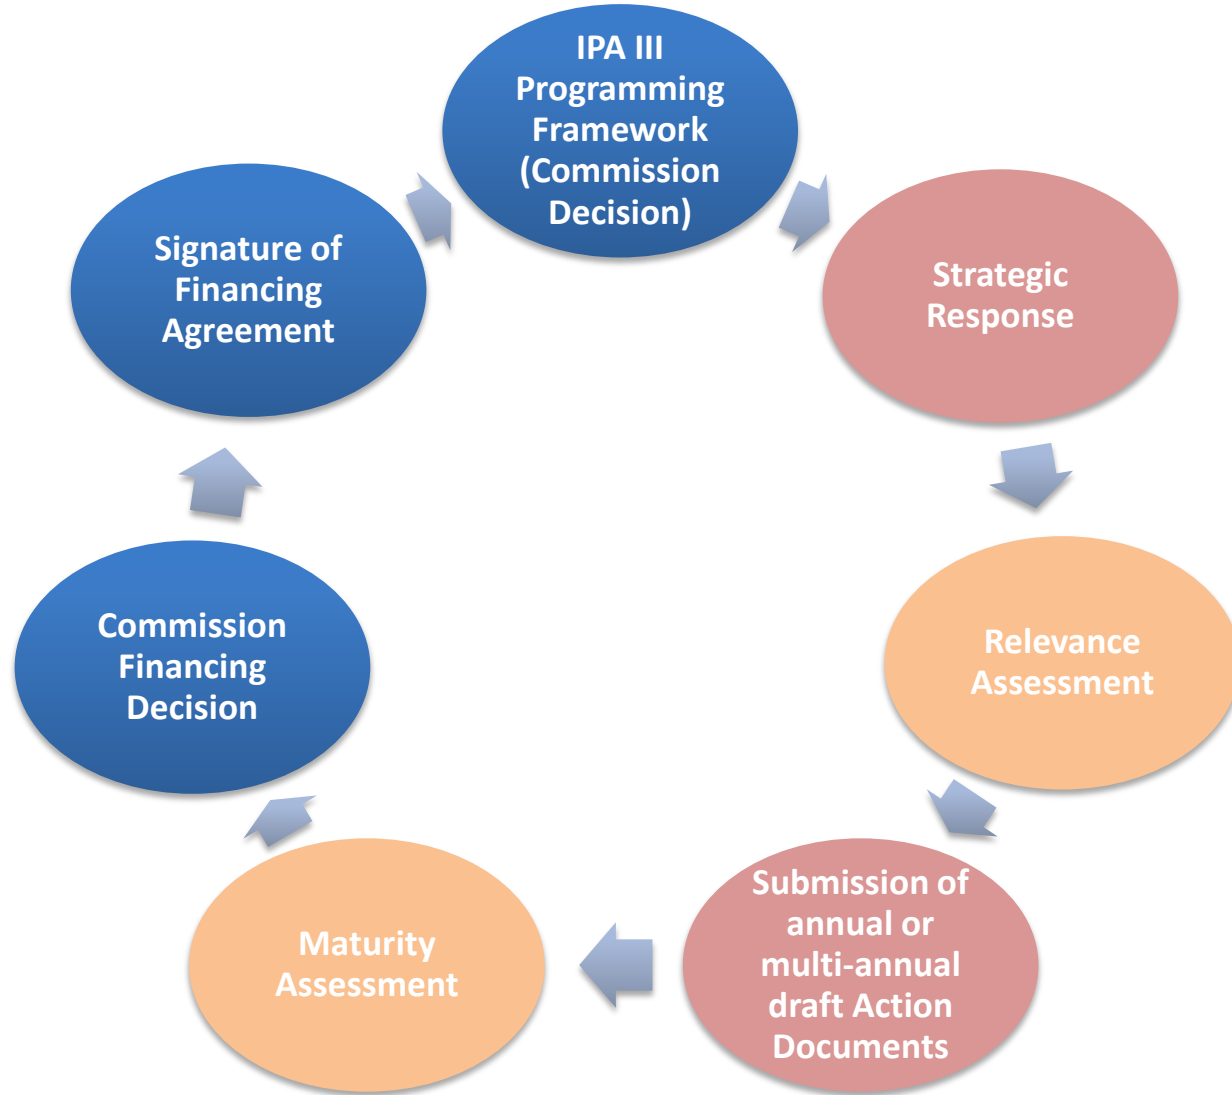 IPA III
Programming
Framework
(Commission
Decision)
Strategic
Response
Relevance
Assessment
Submission of
annual or
multi-annual
draft Action
Documents
Maturity
Assessment
Commission
Financing
Decision
Signature of
Financing
Agreement